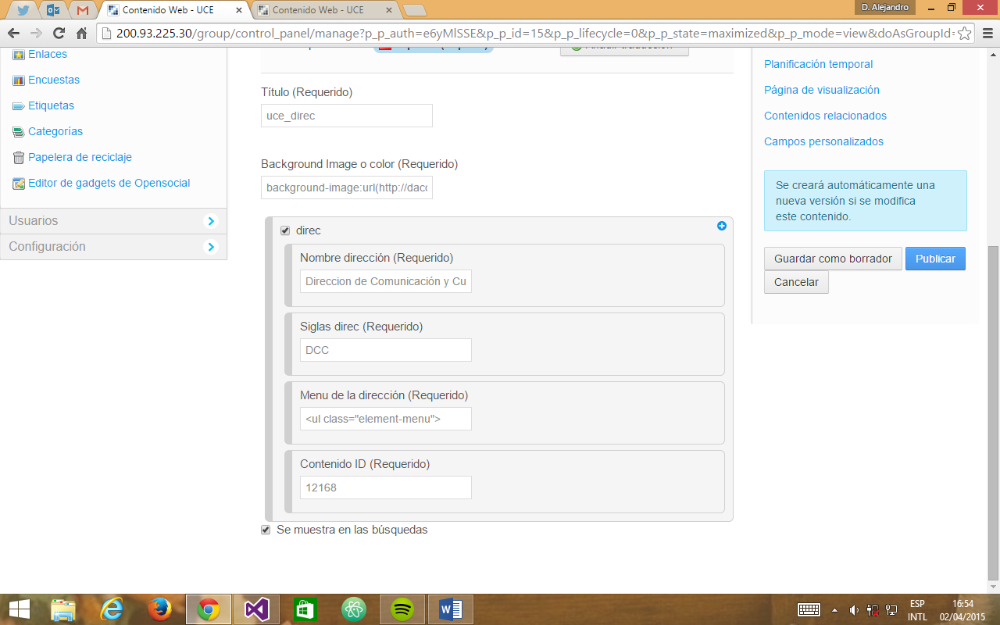 Contenido Web - UCE
Contenido Web - UCE
D. Alejandro
200.93.225.30/group/control_panel/manage?p_p_auth=e6yMlSSE&p_p_id=15&p_p_lifecycle=0&p_p_state=maximized&p_p_mode=view&doAsGroupId=
Enlaces
Encuestas
Etiquetas
Categorías
Papelera de reciclaje
Editor de gadgets de Opensocial
Usuarios
Configuración
Título (Requerido)
uce_direc
Background Image o color (Requerido)
background-image:url(http://dacc
direc
Nombre dirección (Requerido)
Direccion de Comunicación y Cu
Siglas direc (Requerido)
DCC
Menu de la dirección (Requerido)
<ul class="element-menu">
Contenido ID (Requerido)
12168
Se muestra en las búsquedas
Planificación temporal
Página de visualización
Contenidos relacionados
Campos personalizados
Se creará automáticamente una
nueva versión si se modifica
este contenido.
Guardar como borrador
Publicar
Cancelar
ESP
INTL
16:54
02/04/2015